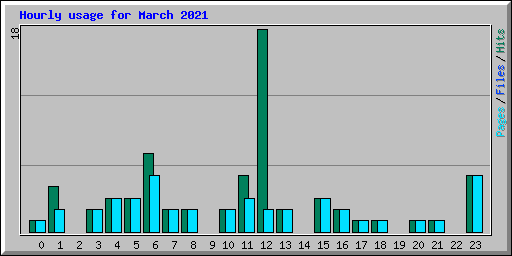 Hourly usage for March 2021
18
Pages/Files/Hits
0 1 2 3 4 5 6 7 8 9 10 11 12 13 14 15 16 17 18 19 20 21 22 23